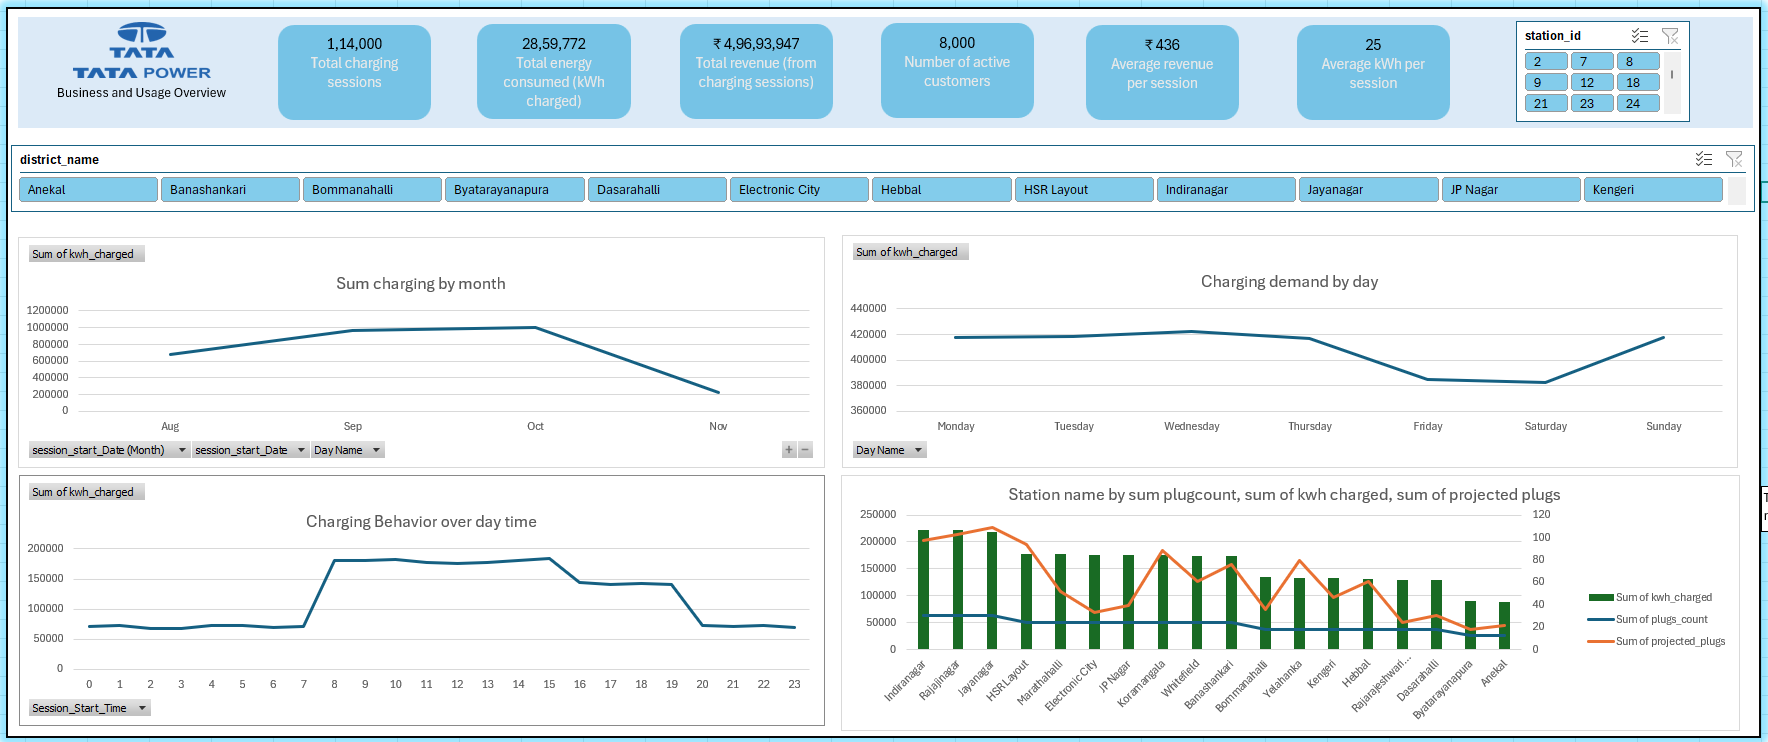 TATA
TATA POWER
Business and Usage Overview
1,14,000
Total charging
sessions
28,59,772
Total energy
consumed (kWh
charged)
₹ 4,96,93,947
Total revenue (from
charging sessions)
8,000
Number of active
customers
₹ 436
Average revenue
per session
25
Average kWh per
session
station_id
2 7 8
9 12 18
21 23 24
district_name
Anekal Banashankari Bommanahalli Byatarayanapura Dasarahalli Electronic City Hebbal HSR Layout Indiranagar Jayanagar JP Nagar Kengeri
Sum of kwh_charged
Sum charging by month
1200000
1000000
800000
600000
400000
200000
0
Aug Sep Oct Nov
session_start_Date (Month) session_start_Date Day Name
+ −
Sum of kwh_charged
Charging demand by day
440000
420000
400000
380000
360000
Monday Tuesday Wednesday Thursday Friday Saturday Sunday
Day Name
Sum of kwh_charged
Charging Behavior over day time
200000
150000
100000
50000
0
0 1 2 3 4 5 6 7 8 9 10 11 12 13 14 15 16 17 18 19 20 21 22 23
Session_Start_Time
Station name by sum plugcount, sum of kwh charged, sum of projected plugs
250000
200000
150000
100000
50000
0
120
100
80
60
40
20
0
Indiranagar
Rajajinagar
Jayanagar
HSR Layout
Marathahalli
Electronic City
JP Nagar
Koramangala
Whitefield
Banashankari
Bommanahalli
Yelahanka
Kengeri
Hebbal
Rajarajeshwari...
Dasarahalli
Byatarayanapura
Anekal
Sum of kwh_charged
Sum of plugs_count
Sum of projected_plugs